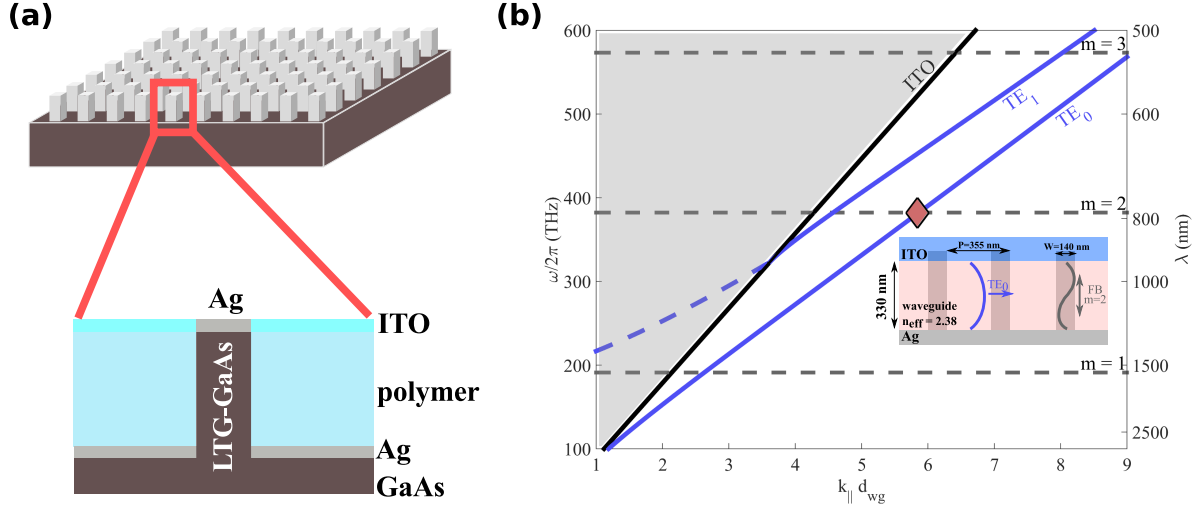 (a)
Ag
ITO
LTG-GaAs
polymer
Ag
GaAs
(b)
ω/2π (THz)
600
500
400
300
200
100
1 2 3 4 5 6 7 8 9
k|| dwg
500
600
800
1000
1500
2500
λ (nm)
m = 3
ITO
TE1
TE0
m = 2
m = 1
P=355 nm
W=140 nm
ITO
330 nm
TE0
FB
m=2
waveguide
neff = 2.38
Ag